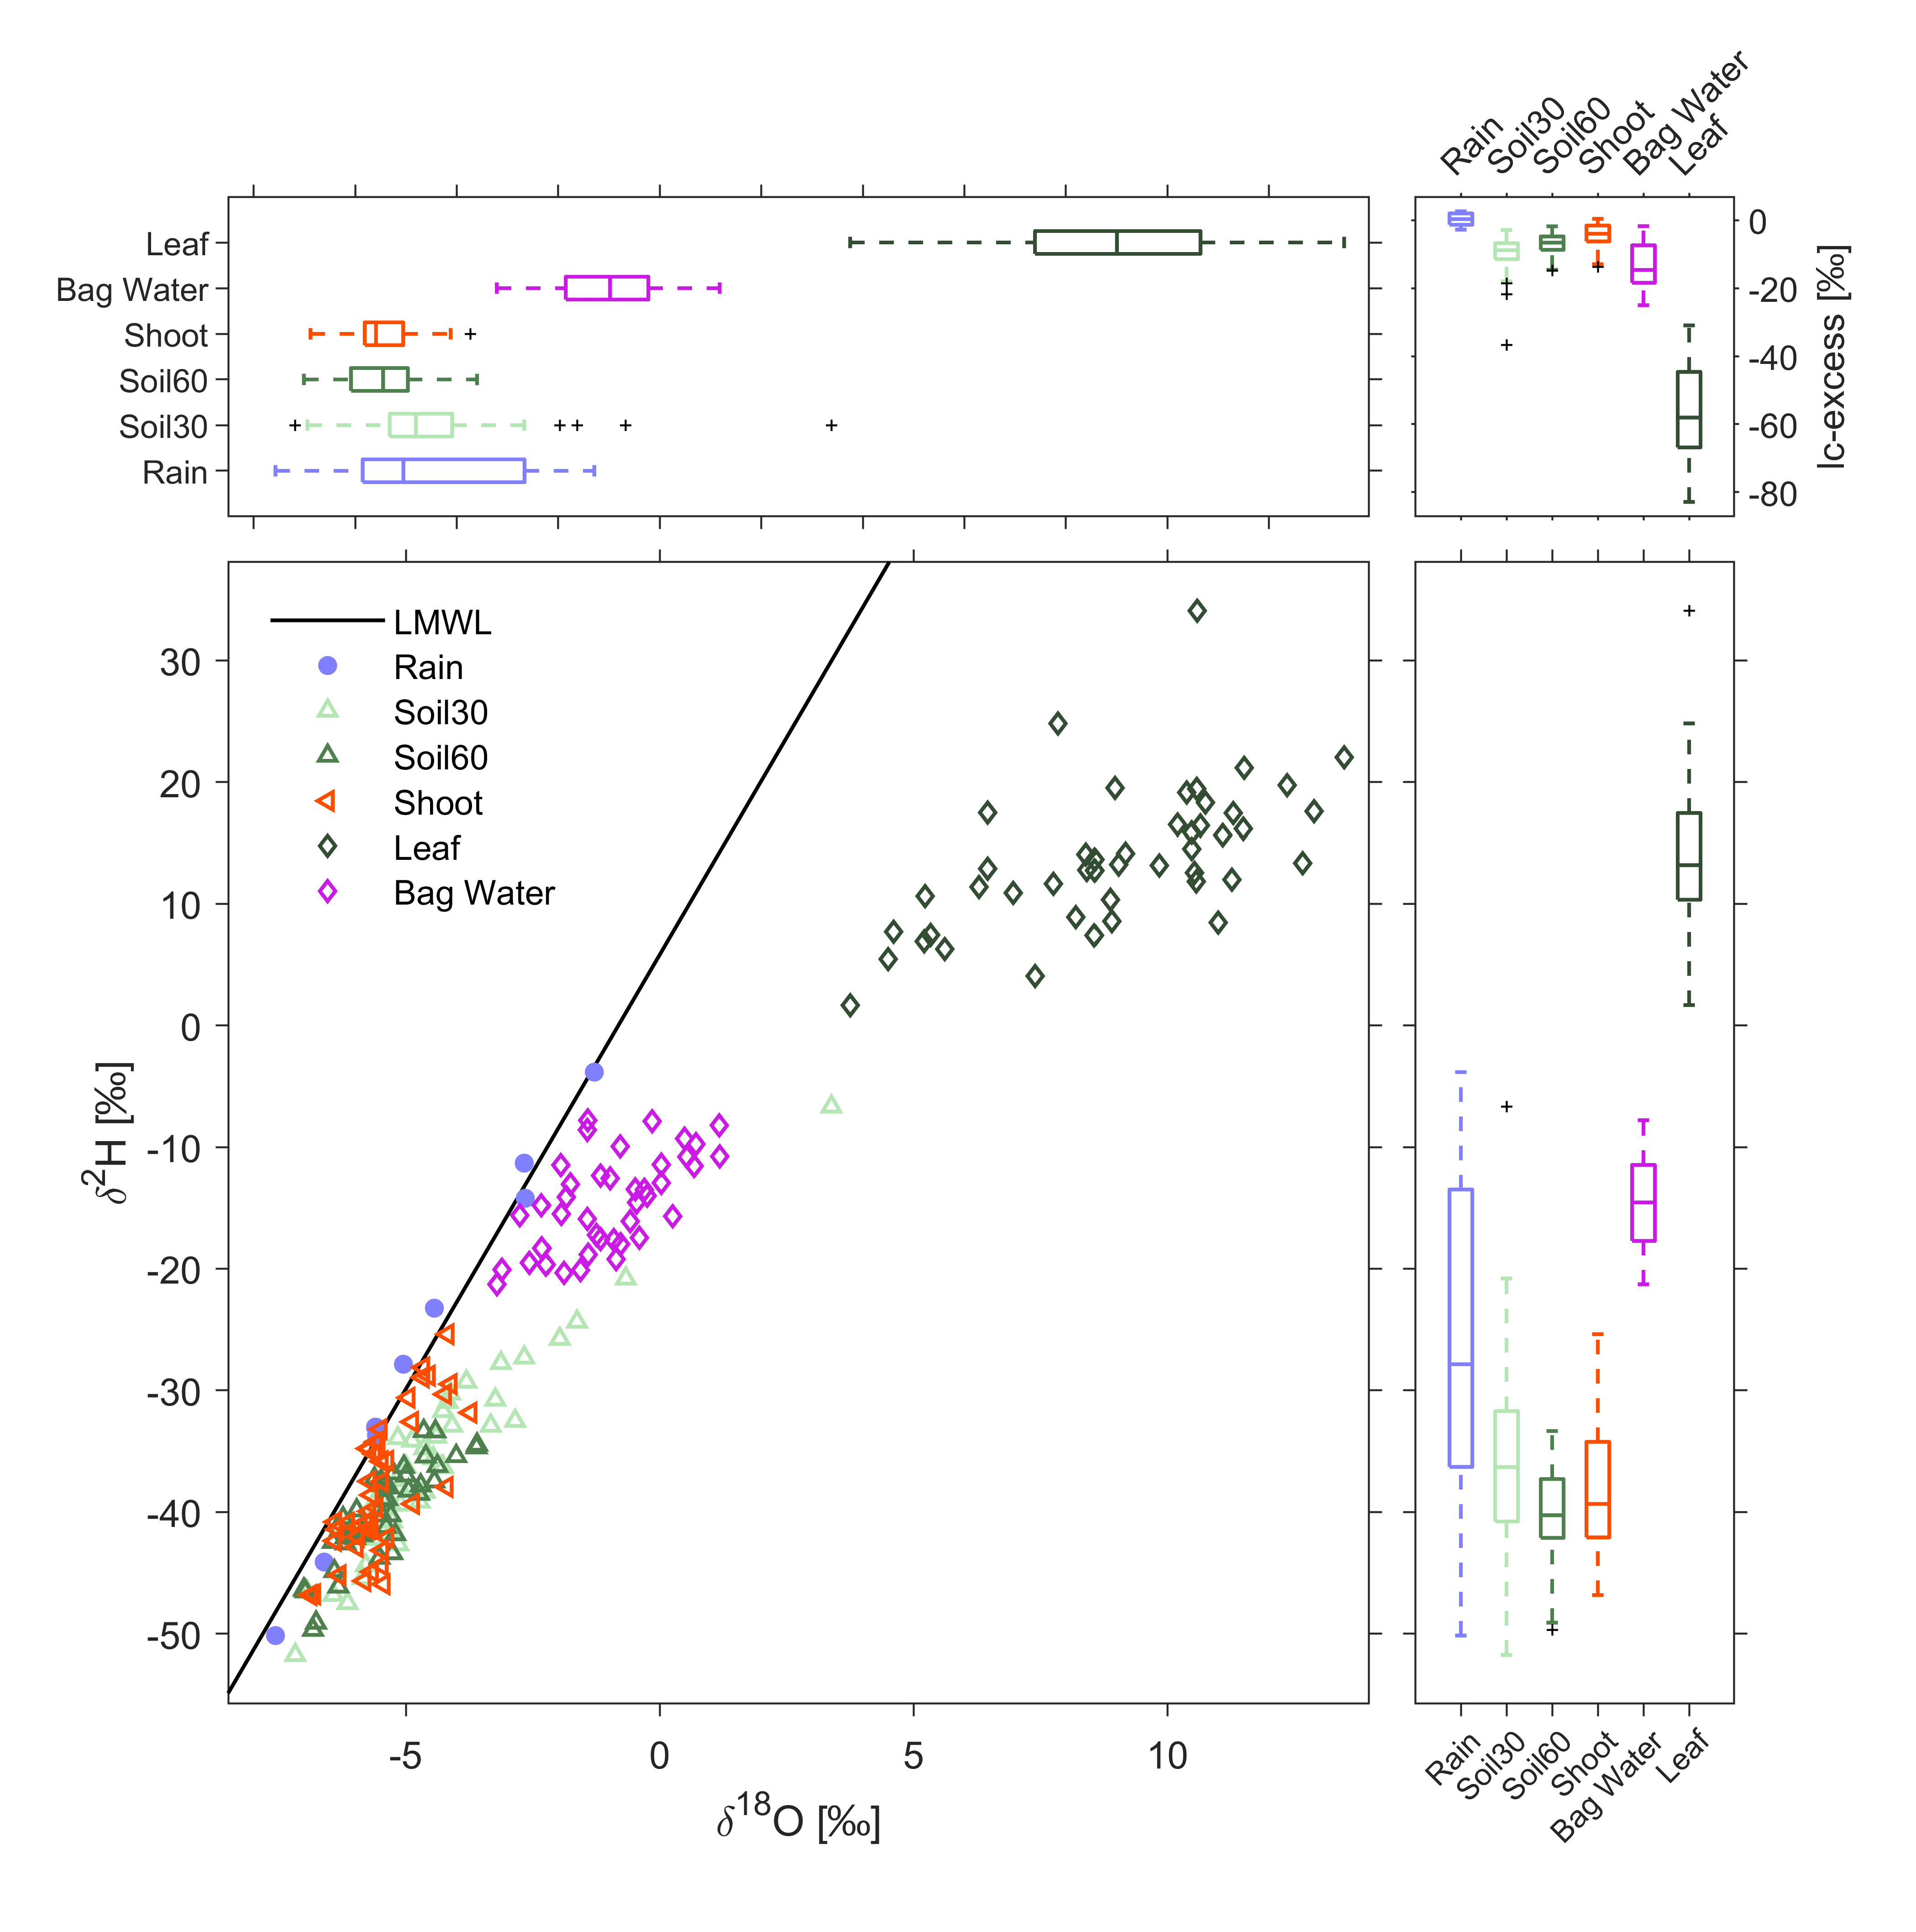 Rain
Soil30
Soil60
Shoot
Bag Water
Leaf
Leaf
Bag Water
Shoot
Soil60
Soil30
Rain
0
-20
-40
-60
-80
lc-excess [‰]
LMWL
Rain
Soil30
Soil60
Shoot
Leaf
Bag Water
30
20
10
0
-10
-20
-30
-40
-50
δ²H [‰]
-5
0
5
10
δ¹⁸O [‰]
Rain
Soil30
Soil60
Shoot
Bag Water
Leaf